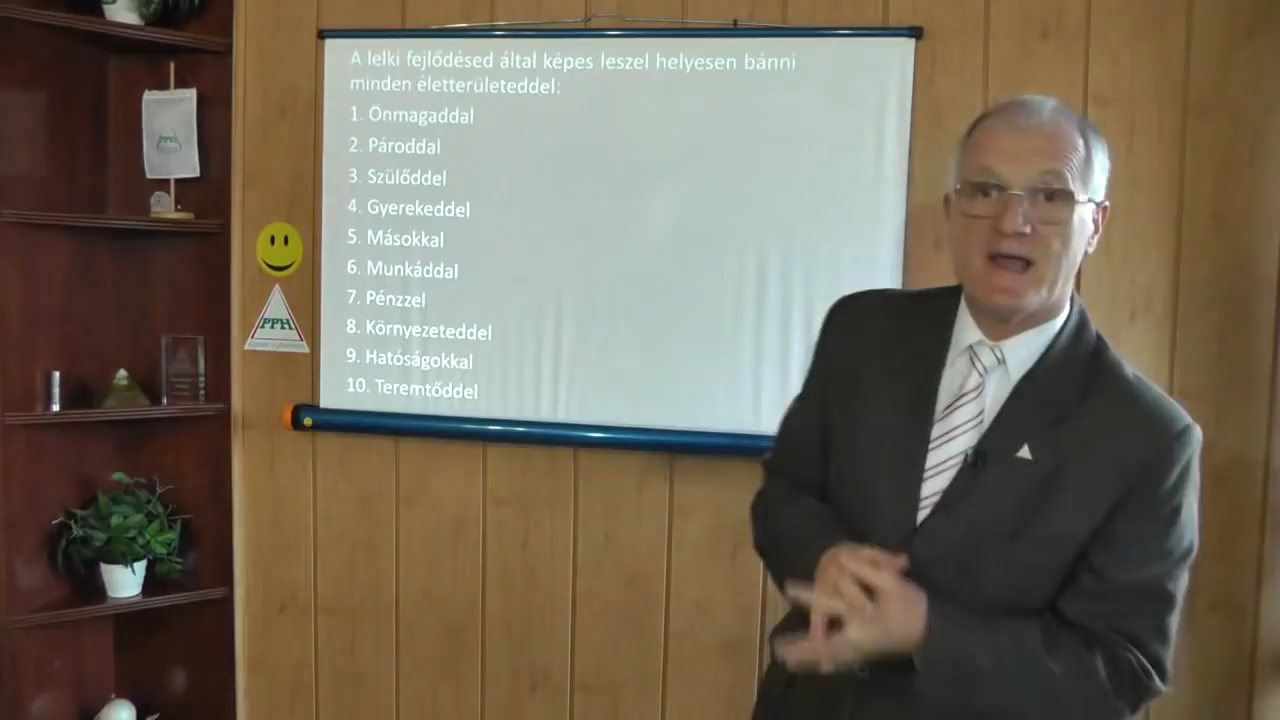 A lelki fejlődésed által képes leszel helyesen bánni
minden életterületeddel:
1. Önmagaddal
2. Pároddal
3. Szülőddel
4. Gyerekeddel
5. Másokkal
6. Munkáddal
7. Pénzzel
8. Környezeteddel
9. Hatóságokkal
10. Teremtőddel
PPH